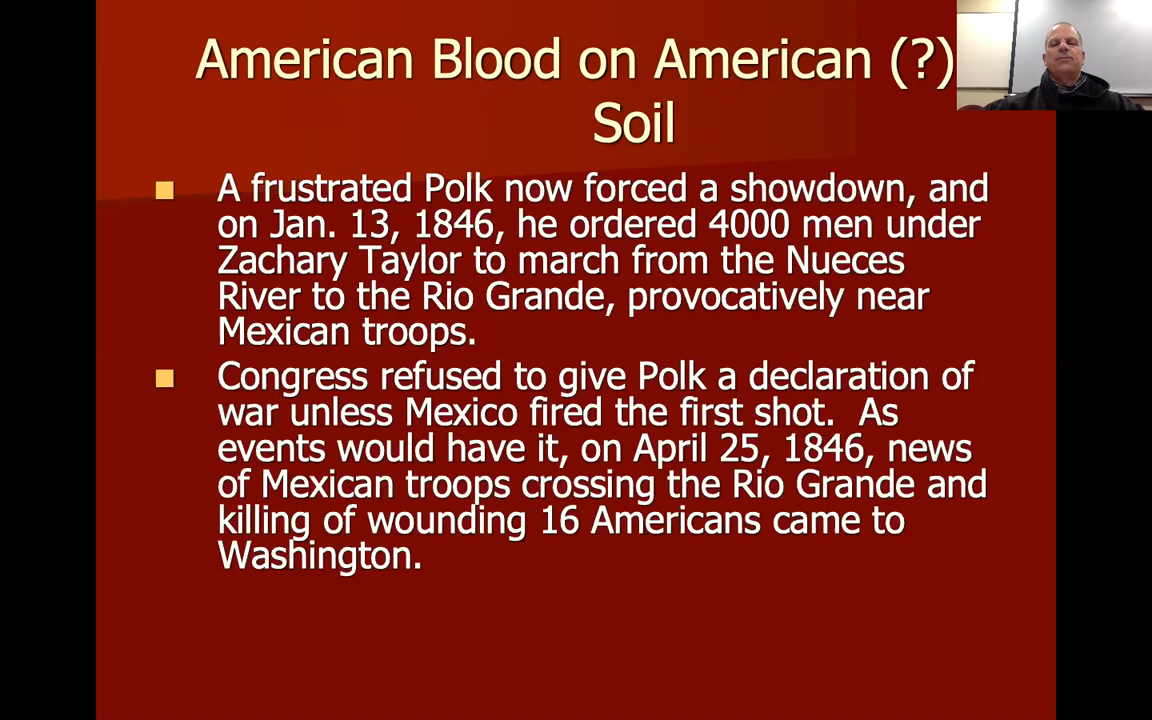 American Blood on American (?)
Soil
A frustrated Polk now forced a showdown, and
on Jan. 13, 1846, he ordered 4000 men under
Zachary Taylor to march from the Nueces
River to the Rio Grande, provocatively near
Mexican troops.
Congress refused to give Polk a declaration of
war unless Mexico fired the first shot.  As
events would have it, on April 25, 1846, news
of Mexican troops crossing the Rio Grande and
killing of wounding 16 Americans came to
Washington.